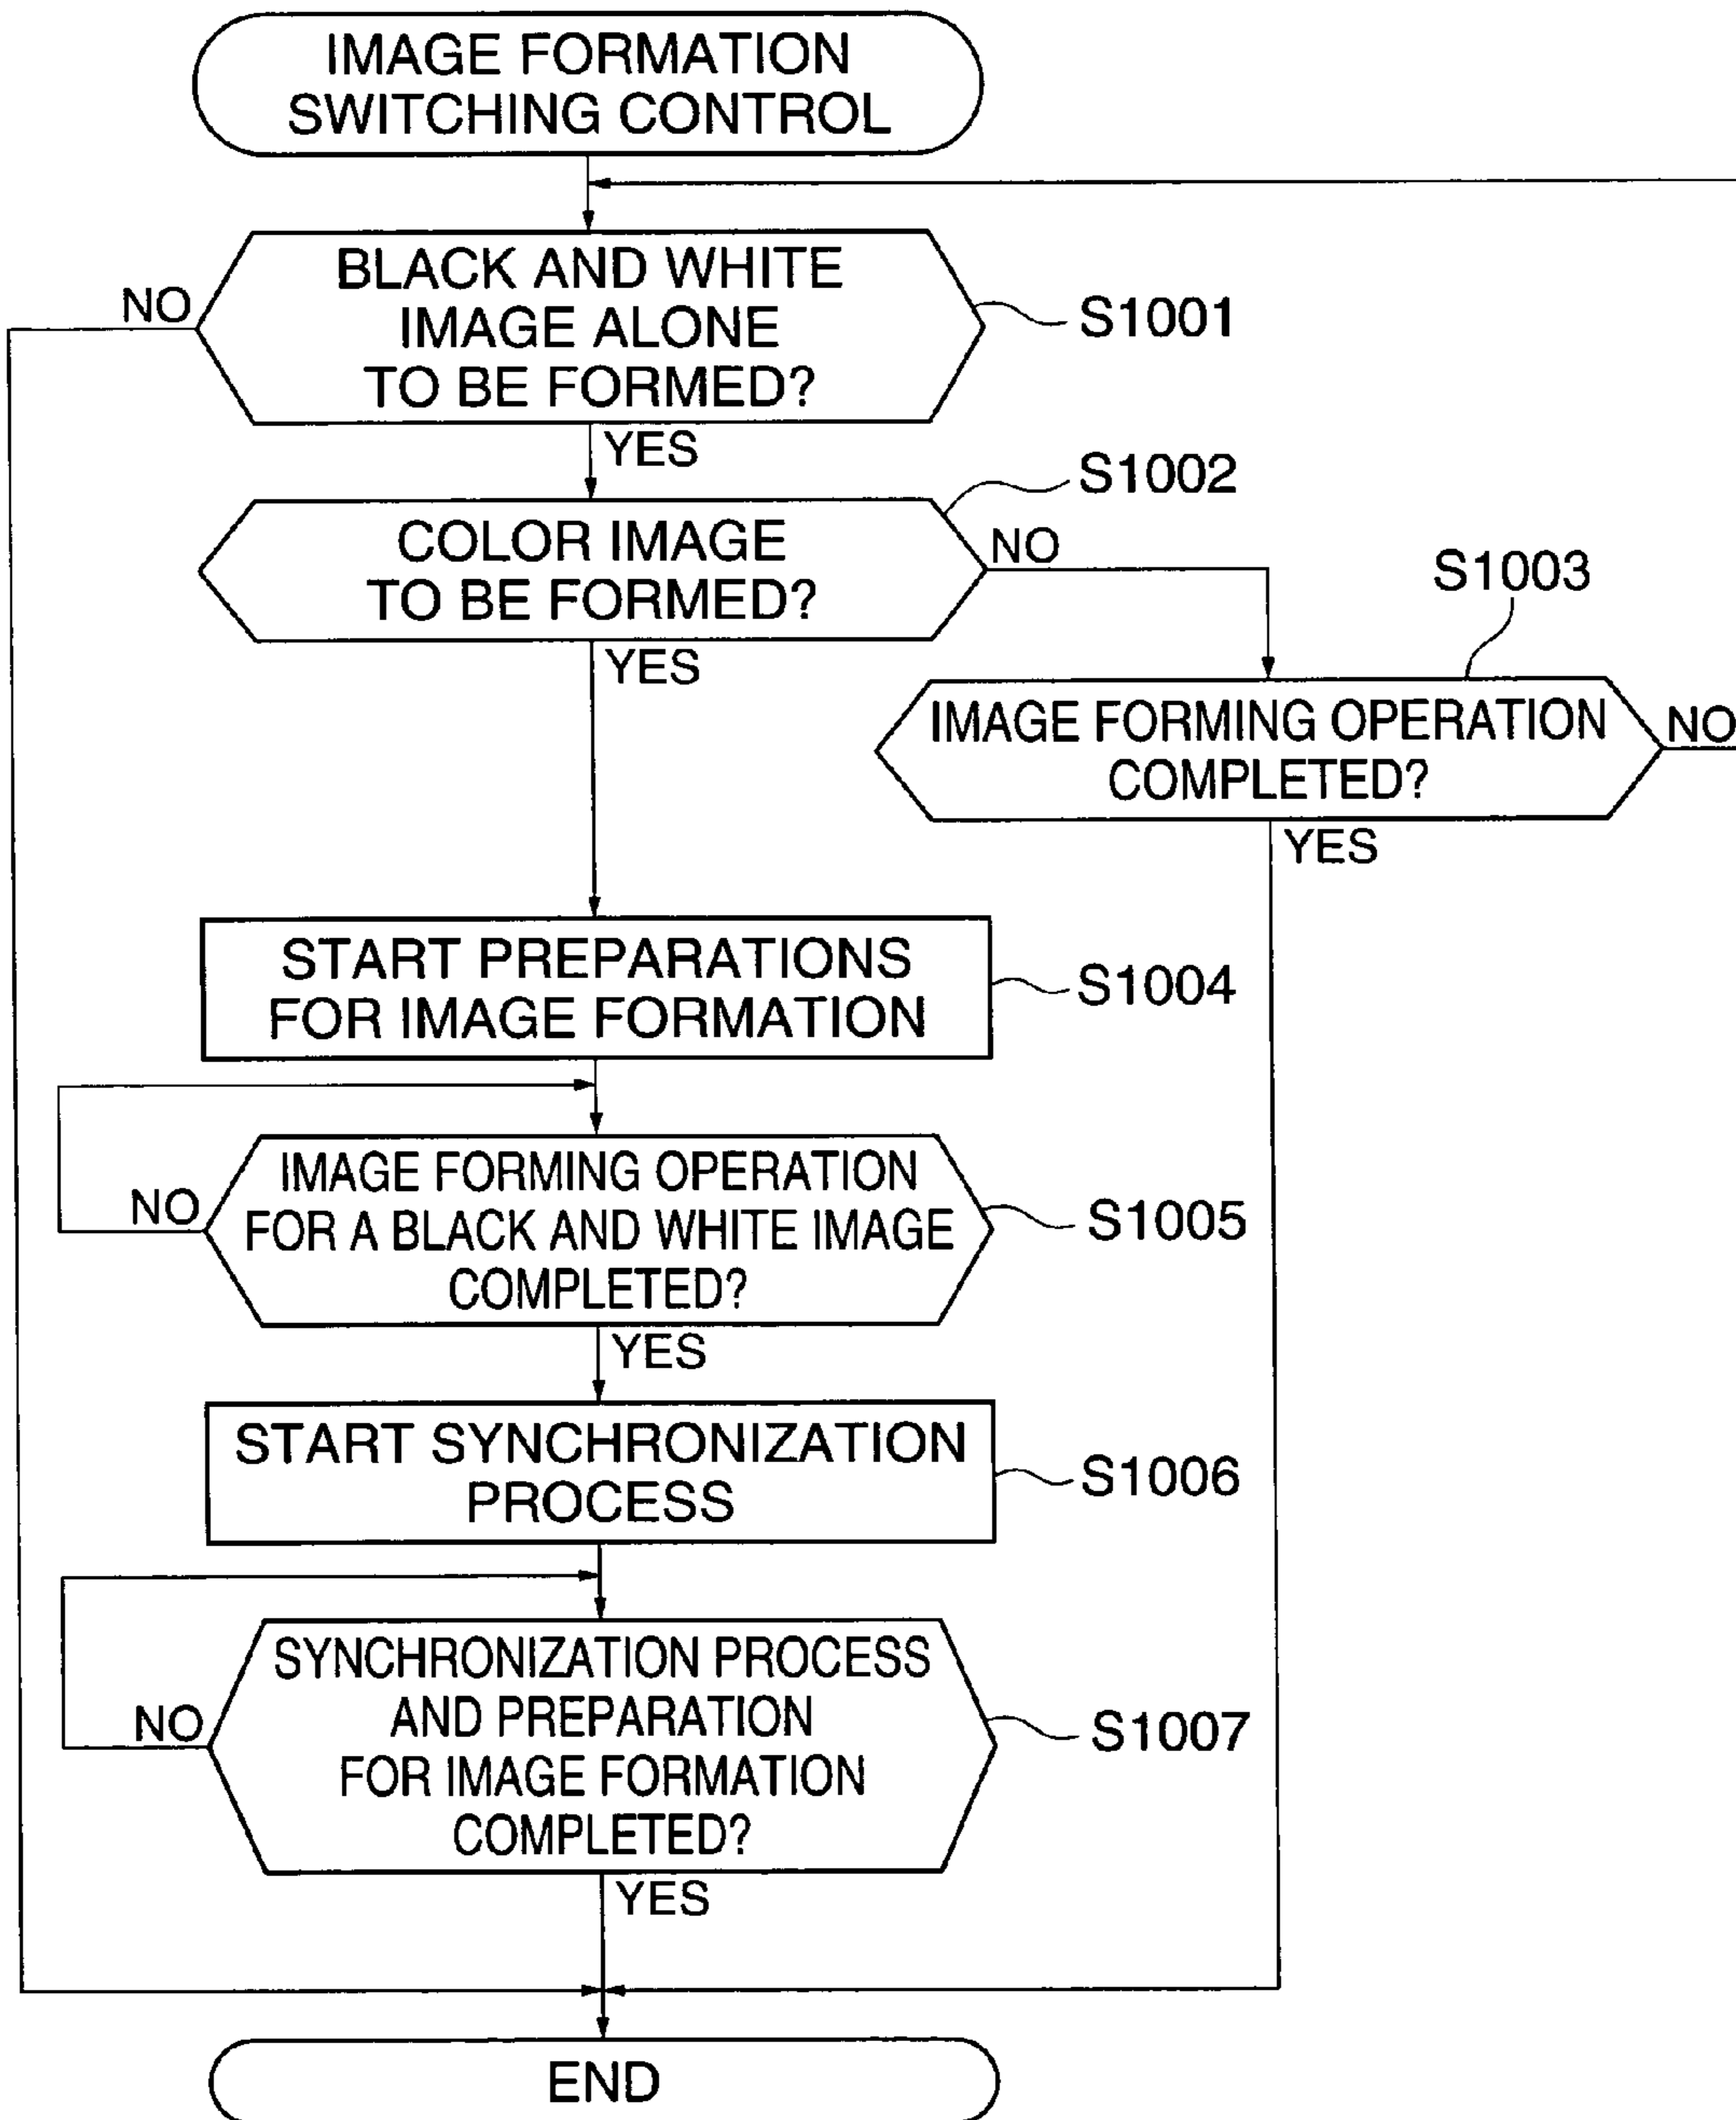 IMAGE FORMATION
SWITCHING CONTROL
NO
BLACK AND WHITE
IMAGE ALONE
TO BE FORMED?
S1001
YES
S1002
COLOR IMAGE
TO BE FORMED?
NO
YES
S1003
IMAGE FORMING OPERATION
COMPLETED?
NO
YES
START PREPARATIONS
FOR IMAGE FORMATION
S1004
IMAGE FORMING OPERATION
FOR A BLACK AND WHITE IMAGE
COMPLETED?
NO
S1005
YES
START SYNCHRONIZATION
PROCESS
S1006
SYNCHRONIZATION PROCESS
AND PREPARATION
FOR IMAGE FORMATION
COMPLETED?
NO
S1007
YES
END